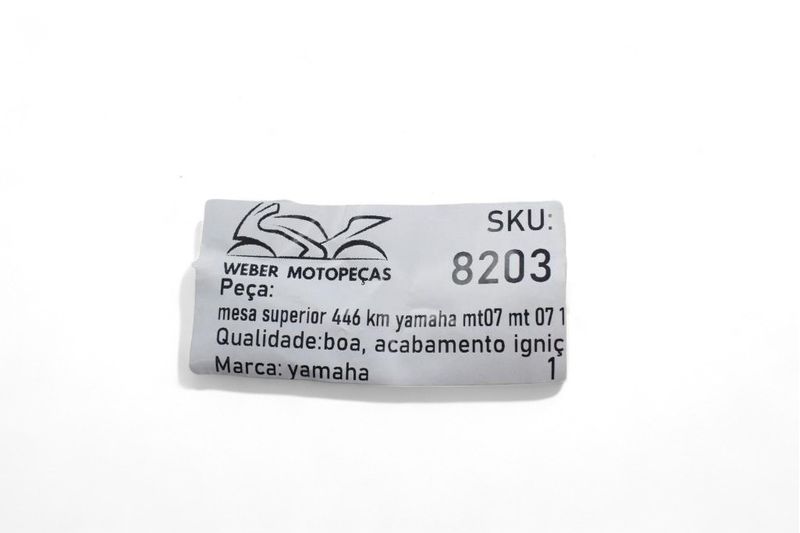 SKU:
8203
WEBER MOTOPEÇAS
Peça:
mesa superior 446 km yamaha mt07 mt 07 1
Qualidade:boa, acabamento igniç
Marca: yamaha 1